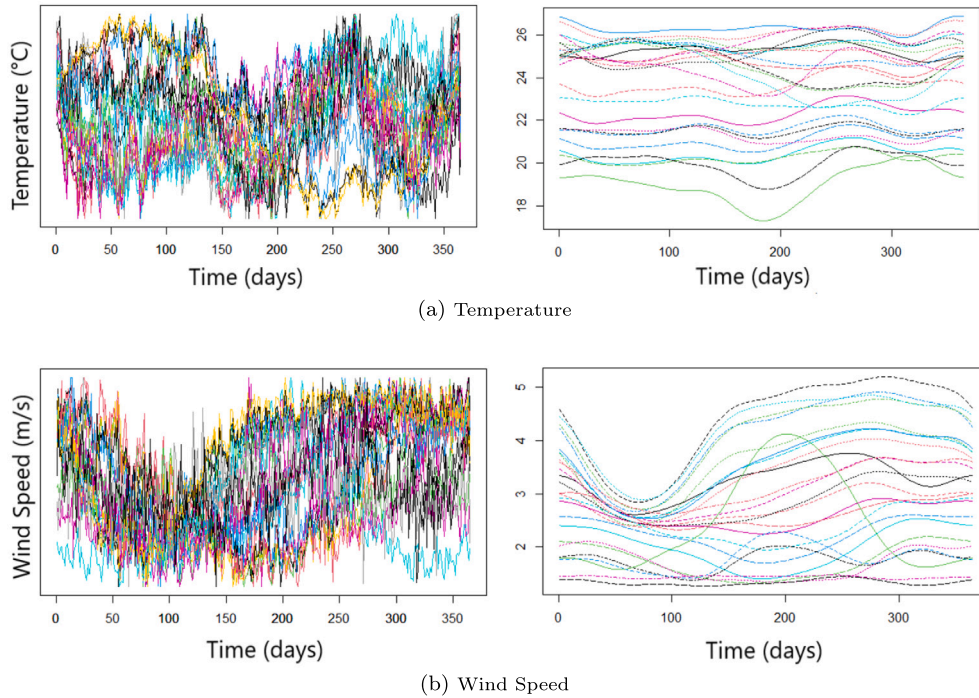 Temperature (°C)
26
24
22
20
18
0 50 100 150 200 250 300 350
0 100 200 300
Time (days)
Time (days)
(a) Temperature
Wind Speed (m/s)
5
4
3
2
0 50 100 150 200 250 300 350
0 100 200 300
Time (days)
Time (days)
(b) Wind Speed